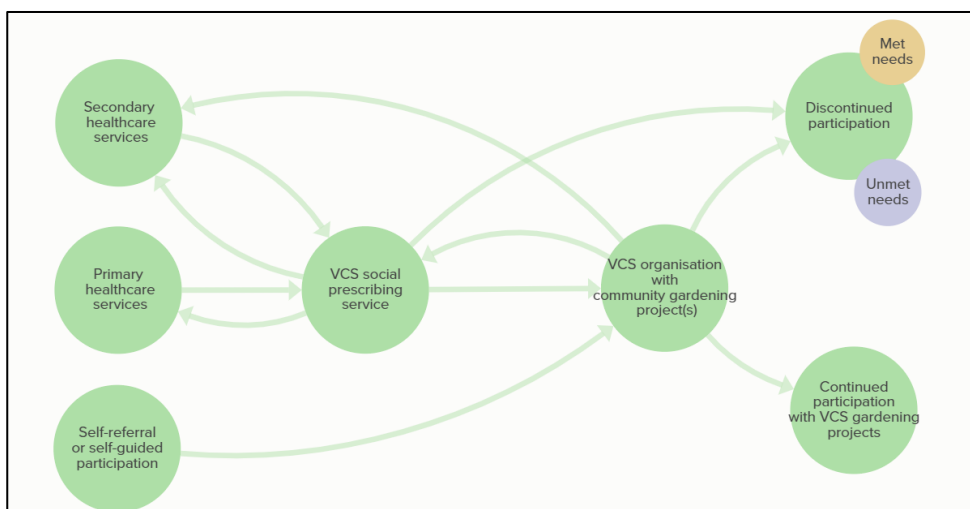 Secondary
healthcare
services
Primary
healthcare
services
Self-referral
or self-guided
participation
VCS social
prescribing
service
VCS organisation
with
community gardening
project(s)
Met
needs
Discontinued
participation
Unmet
needs
Continued
participation
with VCS gardening
projects